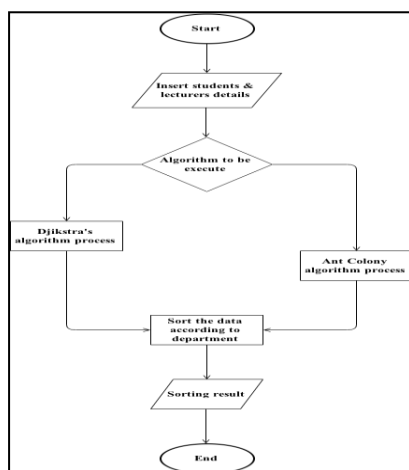 Start
Insert students &
lecturers details
Algorithm to be
execute
Djikstra's
algorithm process
Ant Colony
algorithm process
Sort the data
according to
department
Sorting result
End